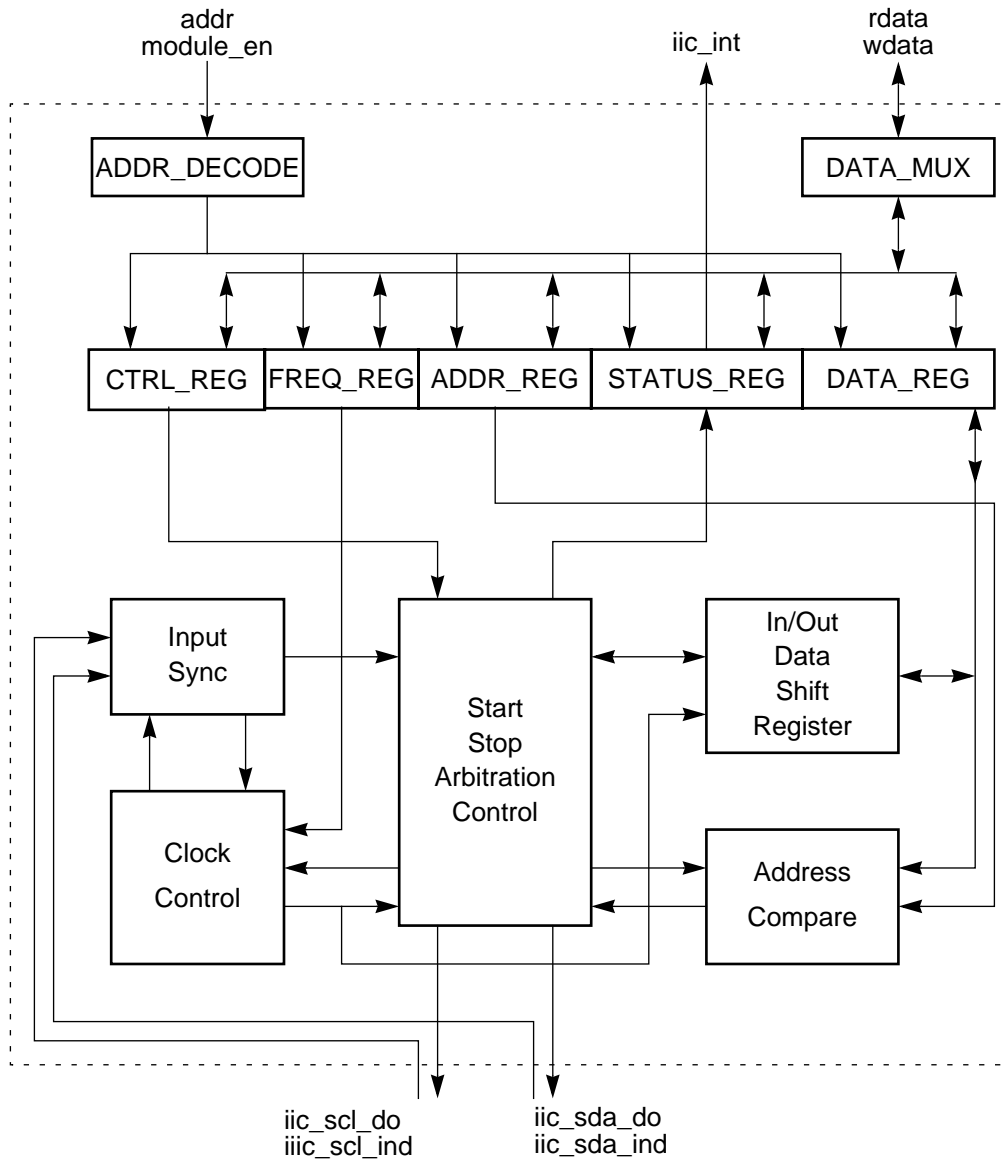 addr
module_en
iic_int
rdata
wdata
ADDR_DECODE
DATA_MUX
CTRL_REG
FREQ_REG
ADDR_REG
STATUS_REG
DATA_REG
Input
Sync
Start
Stop
Arbitration
Control
In/Out
Data
Shift
Register
Clock
Control
Address
Compare
iic_scl_do
iiic_scl_ind
iic_sda_do
iic_sda_ind